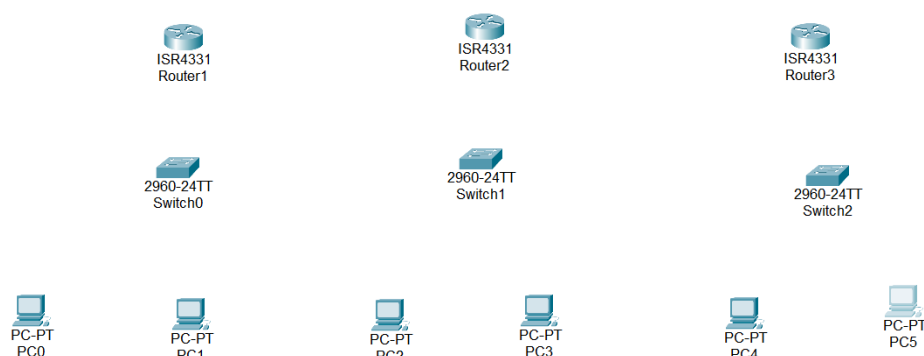 ISR4331
Router1
ISR4331
Router2
ISR4331
Router3
2960-24TT
Switch0
2960-24TT
Switch1
2960-24TT
Switch2
PC-PT
PC0
PC-PT
PC1
PC-PT
PC2
PC-PT
PC3
PC-PT
PC4
PC-PT
PC5